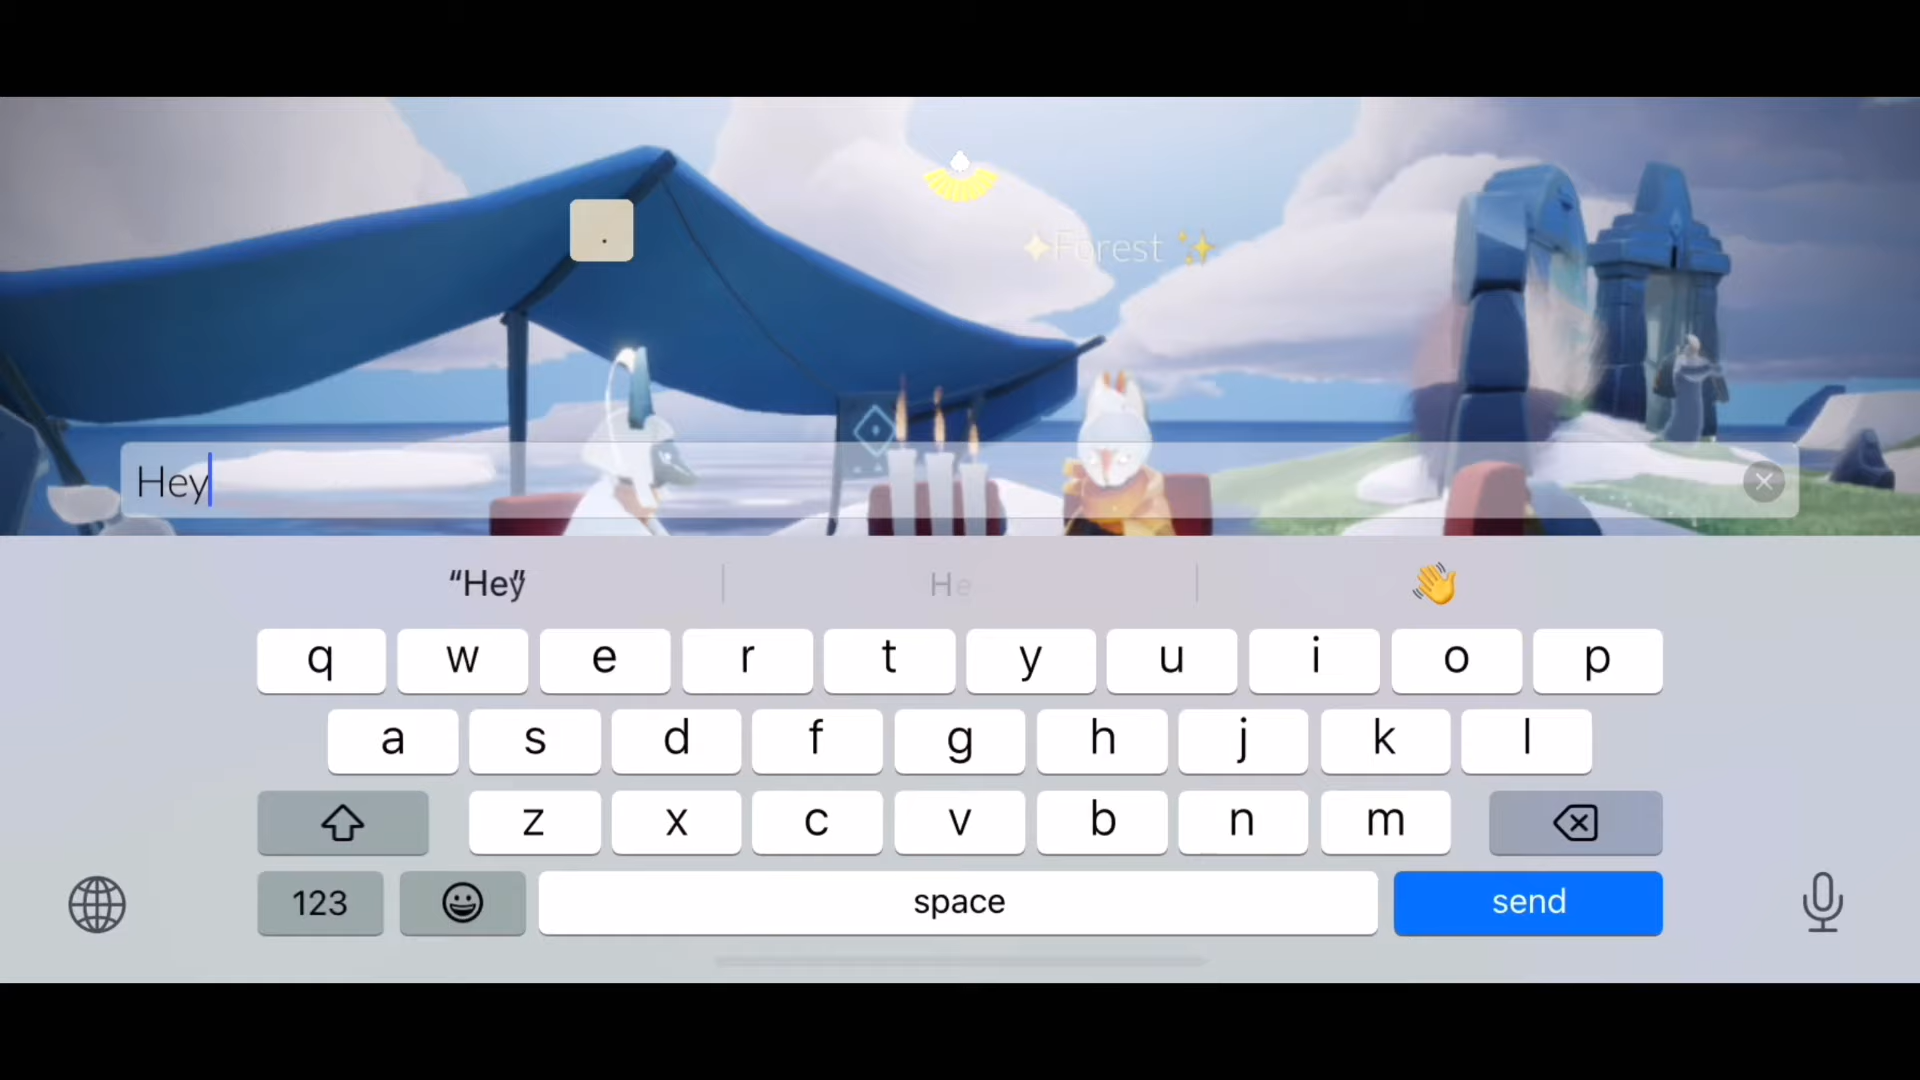 .
✦Forest ✨
Hey
“Hey”
He
👋
q w e r t y u i o p
a s d f g h j k l
z x c v b n m
123 space send